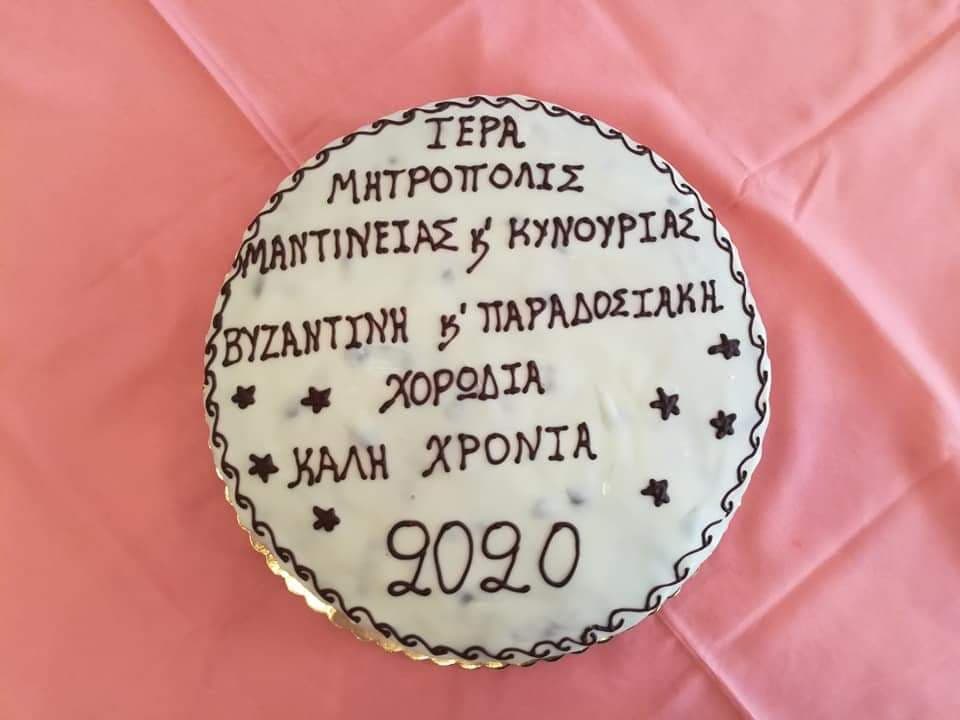 ΙΕΡΑ
ΜΗΤΡΟΠΟΛΙΣ
ΜΑΝΤΙΝΕΙΑΣ κ' ΚΥΝΟΥΡΙΑΣ
ΒΥΖΑΝΤΙΝΗ κ' ΠΑΡΑΔΟΣΙΑΚΗ
ΧΟΡΩΔΙΑ
ΚΑΛΗ ΧΡΟΝΙΑ
2020